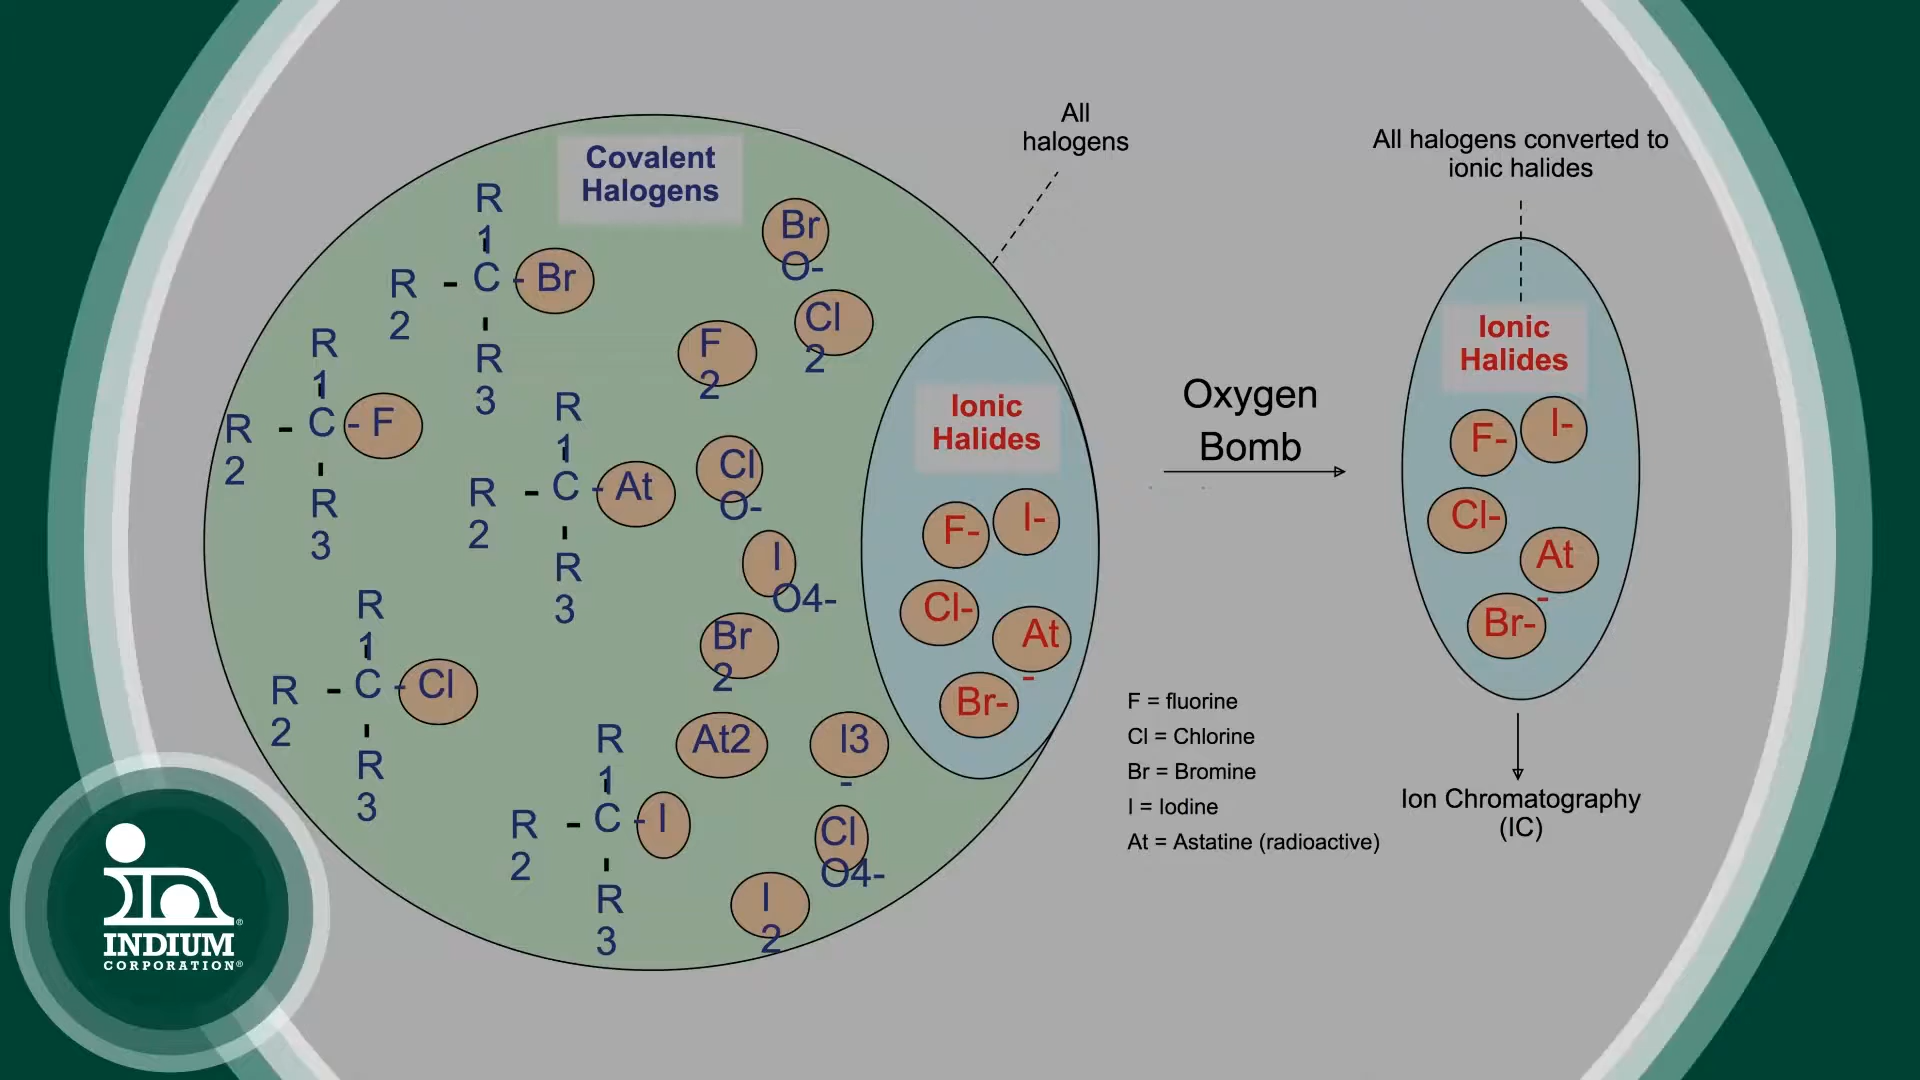 All
halogens
All halogens converted to
ionic halides
Covalent
Halogens
R
1
R
2
- C - Br
-
R
3
R
1
R
2
- C - F
-
R
3
R
1
R
2
- C - At
-
R
3
R
1
R
2
- C - Cl
-
R
3
R
1
R
2
- C - I
-
R
3
Br
O-
Cl
2
F
2
Cl
O-
I
O4-
Br
2
At2
I3
-
Cl
O4-
I
2
Ionic
Halides
F-
I-
Cl-
At
-
Br-
Oxygen
Bomb
Ionic
Halides
F-
I-
Cl-
At
-
Br-
F = fluorine
Cl = Chlorine
Br = Bromine
I = Iodine
At = Astatine (radioactive)
Ion Chromatography
(IC)
INDIUM
CORPORATION®